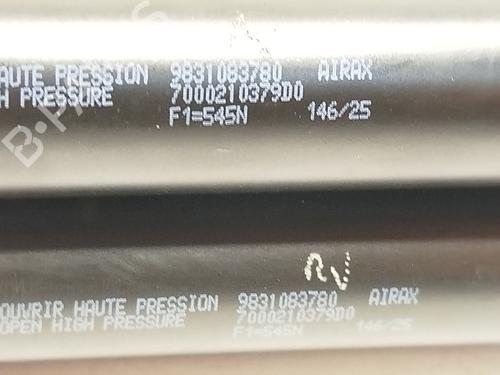 AUTE PRESSION 9831083780 AIRAX
H PRESSURE 7000210379D0
F1=545N 146/25
OUVRIR HAUTE PRESSION 9831083780 AIRAX
OPEN HIGH PRESSURE 7000210379D0
F1=545N 146/25